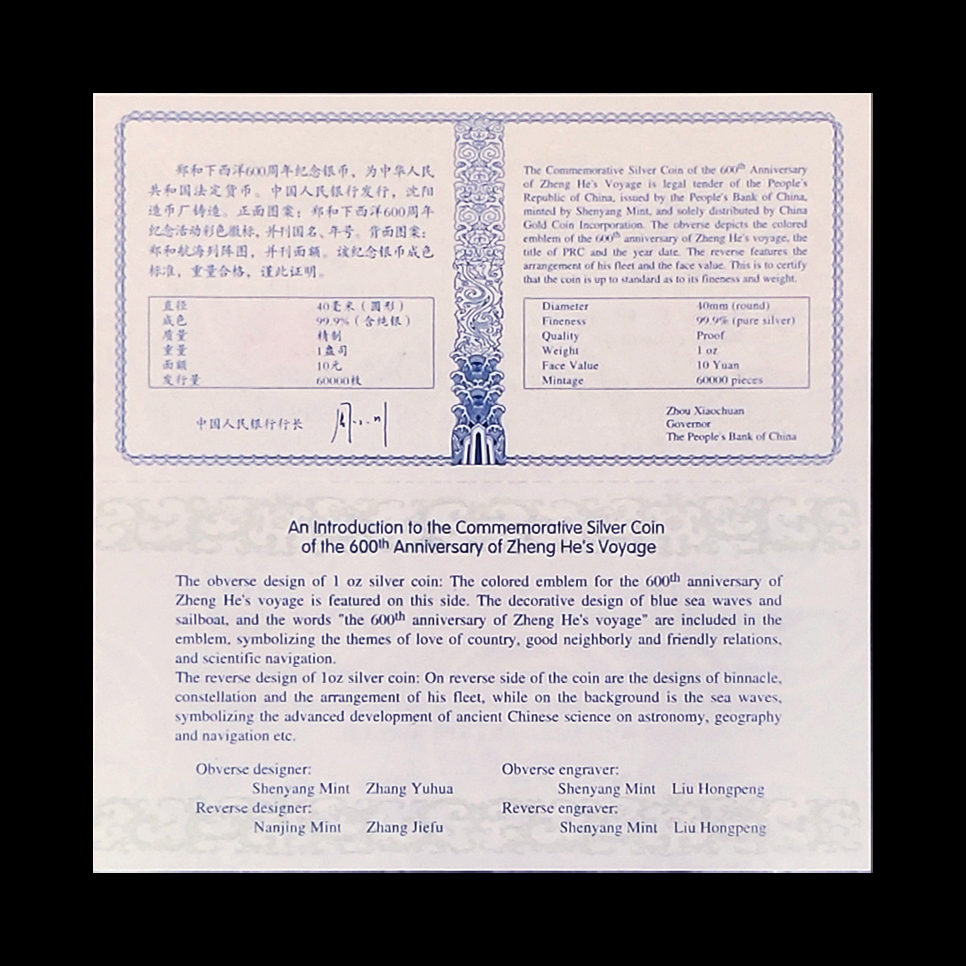 郑和下西洋600周年纪念银币，为中华人民
共和国法定货币。中国人民银行发行，沈阳
造币厂铸造。正面图案：郑和下西洋600周年
纪念活动彩色徽标，并刊国名、年号。背面图案：
郑和航海列阵图，并刊面额。该纪念银币成色
标准，重量合格，谨此证明。
直径 40毫米（圆形）
成色 99.9%（含纯银）
质量 精制
重量 1盎司
面额 10元
发行量 60000枚
中国人民银行行长 周小川
The Commemorative Silver Coin of the 600th Anniversary
of Zheng He's Voyage is legal tender of the People's
Republic of China, issued by the People's Bank of China,
minted by Shenyang Mint, and solely distributed by China
Gold Coin Incorporation. The obverse depicts the colored
emblem of the 600th anniversary of Zheng He's voyage, the
title of PRC and the year date. The reverse features the
arrangement of his fleet and the face value. This is to certify
that the coin is up to standard as to its fineness and weight.
Diameter 40mm (round)
Fineness 99.9% (pure silver)
Quality Proof
Weight 1 oz
Face Value 10 Yuan
Mintage 60000 pieces
Zhou Xiaochuan
Governor
The People's Bank of China
An Introduction to the Commemorative Silver Coin
of the 600th Anniversary of Zheng He's Voyage
The obverse design of 1 oz silver coin: The colored emblem for the 600th anniversary of
Zheng He's voyage is featured on this side. The decorative design of blue sea waves and
sailboat, and the words "the 600th anniversary of Zheng He's voyage" are included in the
emblem, symbolizing the themes of love of country, good neighborly and friendly relations,
and scientific navigation.
The reverse design of 1oz silver coin: On reverse side of the coin are the designs of binnacle,
constellation and the arrangement of his fleet, while on the background is the sea waves,
symbolizing the advanced development of ancient Chinese science on astronomy, geography
and navigation etc.
Obverse designer: Obverse engraver:
Shenyang Mint Zhang Yuhua Shenyang Mint Liu Hongpeng
Reverse designer: Reverse engraver:
Nanjing Mint Zhang Jiefu Shenyang Mint Liu Hongpeng